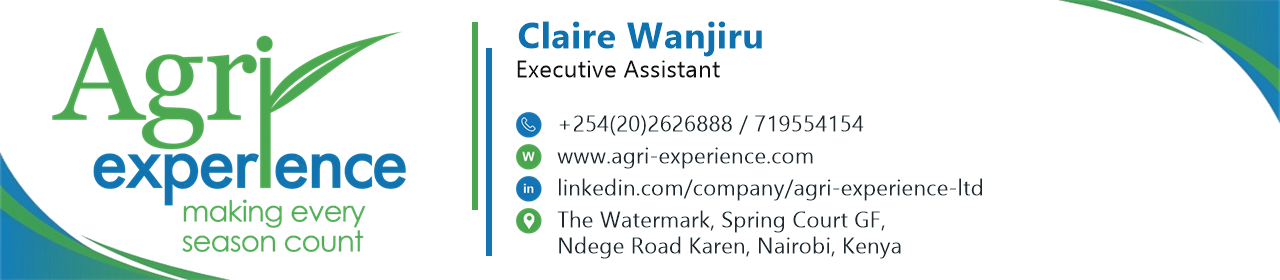 Agri
experience
making every
season count
Claire Wanjiru
Executive Assistant
+254(20)2626888 / 719554154
W www.agri-experience.com
in linkedin.com/company/agri-experience-ltd
The Watermark, Spring Court GF,
Ndege Road Karen, Nairobi, Kenya